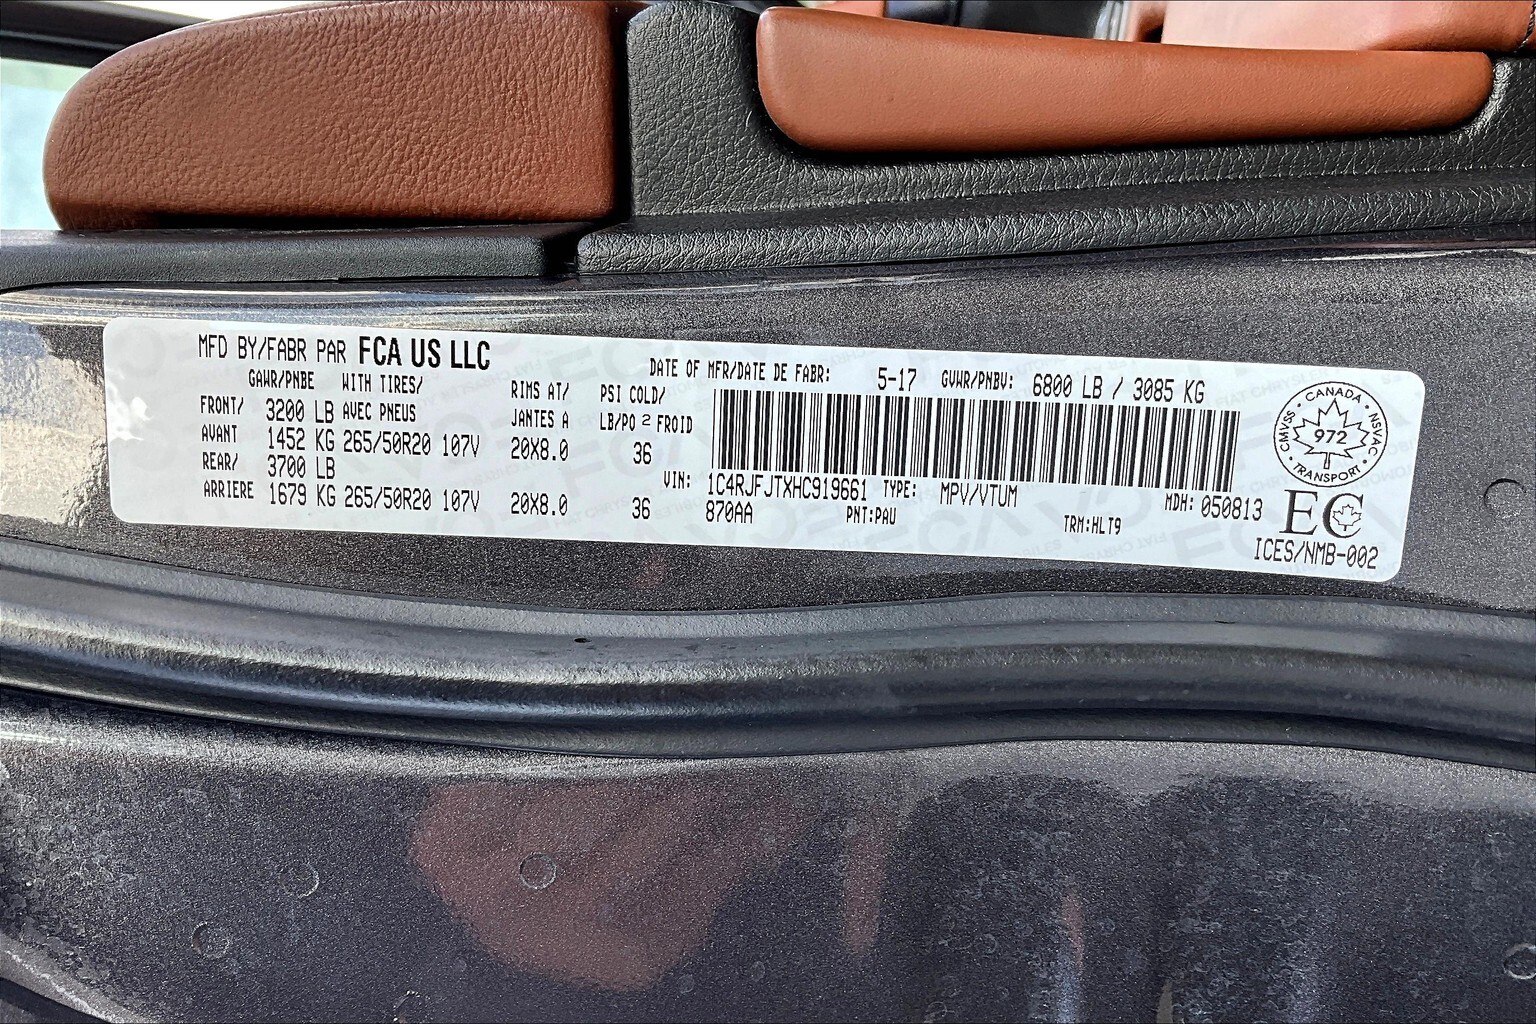 MFD BY/FABR PAR FCA US LLC
DATE OF MFR/DATE DE FABR: 5-17 GVWR/PNBV: 6800 LB / 3085 KG
GAWR/PNBE WITH TIRES/ RIMS AT/ PSI COLD/
FRONT/ 3200 LB AVEC PNEUS JANTES A LB/PO 2 FROID
AVANT 1452 KG 265/50R20 107V 20X8.0 36
REAR/ 3700 LB
ARRIERE 1679 KG 265/50R20 107V 20X8.0 36
VIN: 1C4RJFJTXHC919661 TYPE: MPV/VTUM MDH: 050813
870AA PNT:PAU TRM:HLT9
CANADA
CMVSS 972 NSVAC
TRANSPORT
EC
ICES/NMB-002